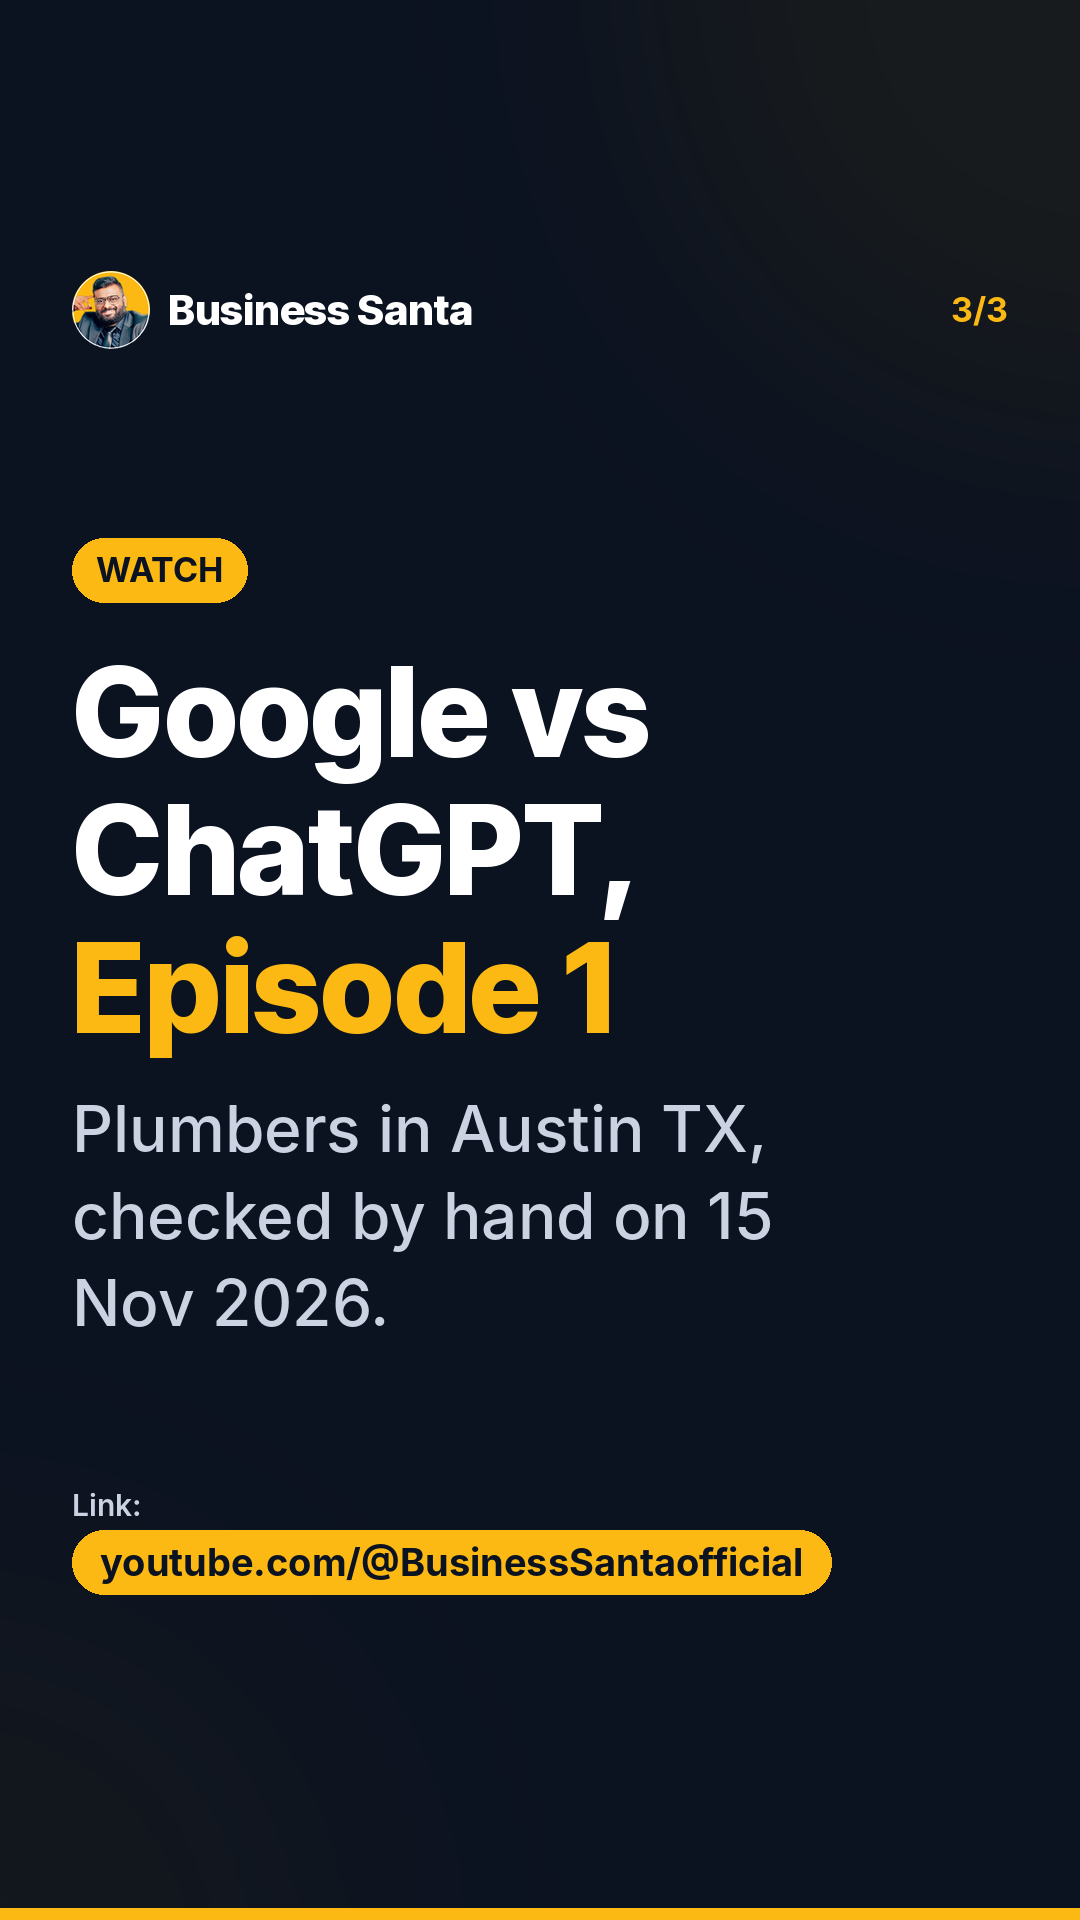 Business Santa
3/3
WATCH
Google vs
ChatGPT,
Episode 1
Plumbers in Austin TX,
checked by hand on 15
Nov 2026.
Link:
youtube.com/@BusinessSantaofficial